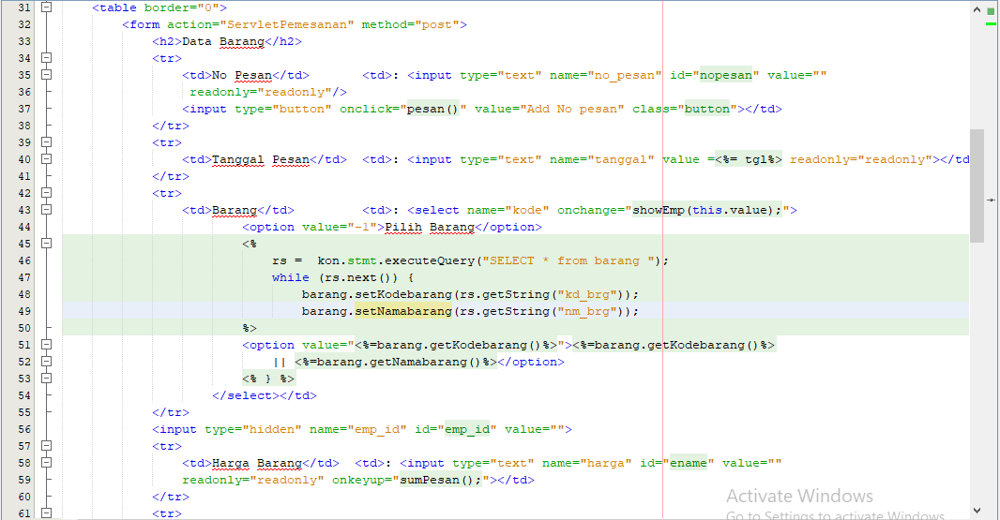 31 <table border="0">
32 <form action="ServletPemesanan" method="post">
33 <h2>Data Barang</h2>
34 <tr>
35 <td>No Pesan</td> <td>: <input type="text" name="no_pesan" id="nopesan" value=""
36 readonly="readonly"/>
37 <input type="button" onclick="pesan()" value="Add No pesan" class="button"></td>
38 </tr>
39 <tr>
40 <td>Tanggal Pesan</td> <td>: <input type="text" name="tanggal" value =<%= tgl%> readonly="readonly"></td
41 </tr>
42 <tr>
43 <td>Barang</td> <td>: <select name="kode" onchange="showEmp(this.value);">
44 <option value="-1">Pilih Barang</option>
45 <%
46 rs = kon.stmt.executeQuery("SELECT * from barang ");
47 while (rs.next()) {
48 barang.setKodebarang(rs.getString("kd_brg"));
49 barang.setNamabarang(rs.getString("nm_brg"));
50 %>
51 <option value="<%=barang.getKodebarang()%>"><%=barang.getKodebarang()%>
52 || <%=barang.getNamabarang()%></option>
53 <% } %>
54 </select></td>
55 </tr>
56 <input type="hidden" name="emp_id" id="emp_id" value="">
57 <tr>
58 <td>Harga Barang</td> <td>: <input type="text" name="harga" id="ename" value=""
59 readonly="readonly" onkeyup="sumPesan();"></td>
60 </tr>
61 <tr>
Activate Windows
Go to Settings to activate Windows.